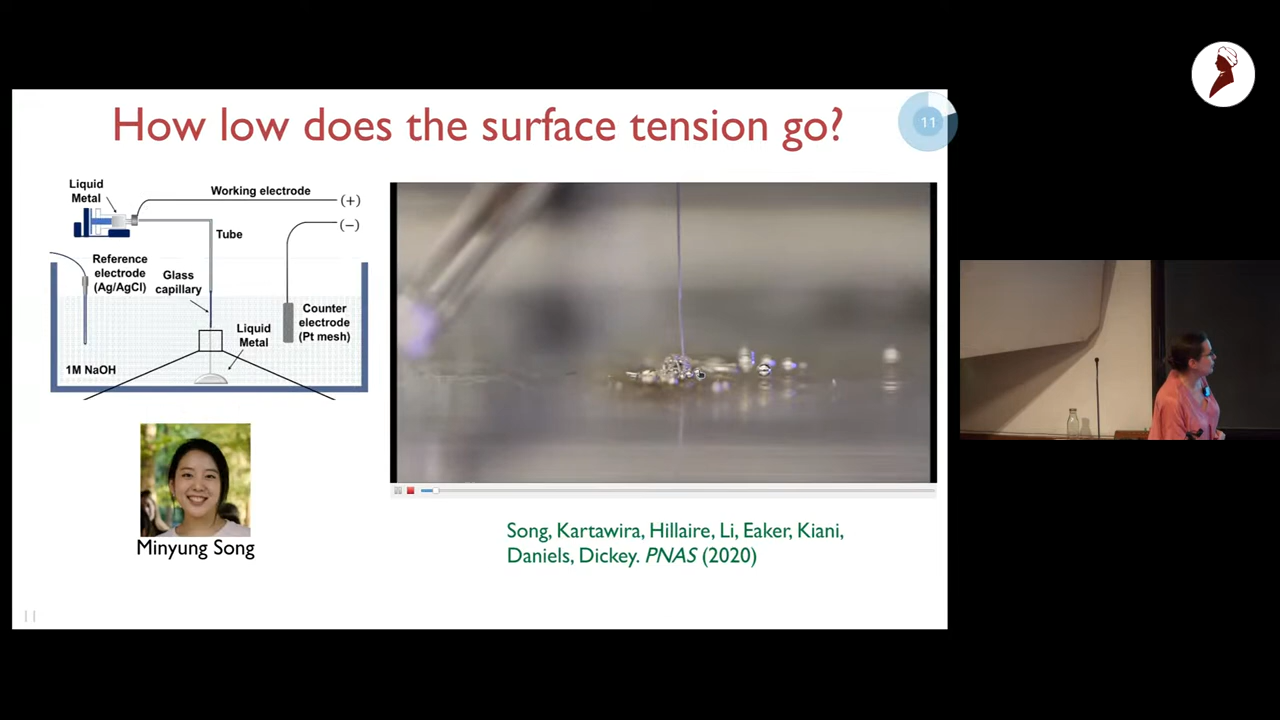 How low does the surface tension go?
11
Liquid
Metal
Working electrode
(+)
(−)
Tube
Reference
electrode
(Ag/AgCl)
Glass
capillary
Counter
electrode
(Pt mesh)
Liquid
Metal
1M NaOH
Minyung Song
Song, Kartawira, Hillaire, Li, Eaker, Kiani,
Daniels, Dickey. PNAS (2020)
11